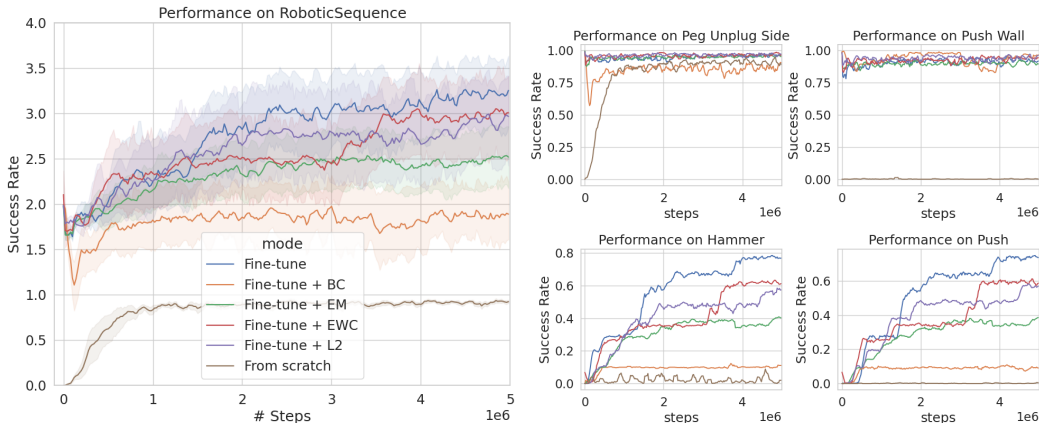 Performance on RoboticSequence
Success Rate
4.0
3.5
3.0
2.5
2.0
1.5
1.0
0.5
0.0
mode
Fine-tune
Fine-tune + BC
Fine-tune + EM
Fine-tune + EWC
Fine-tune + L2
From scratch
0 1 2 3 4 5
# Steps
1e6
Performance on Peg Unplug Side
Success Rate
1.00
0.75
0.50
0.25
0.00
0 2 4
steps
1e6
Performance on Push Wall
Success Rate
1.00
0.75
0.50
0.25
0.00
0 2 4
steps
1e6
Performance on Hammer
Success Rate
0.8
0.6
0.4
0.2
0.0
0 2 4
steps
1e6
Performance on Push
Success Rate
0.6
0.4
0.2
0.0
0 2 4
steps
1e6